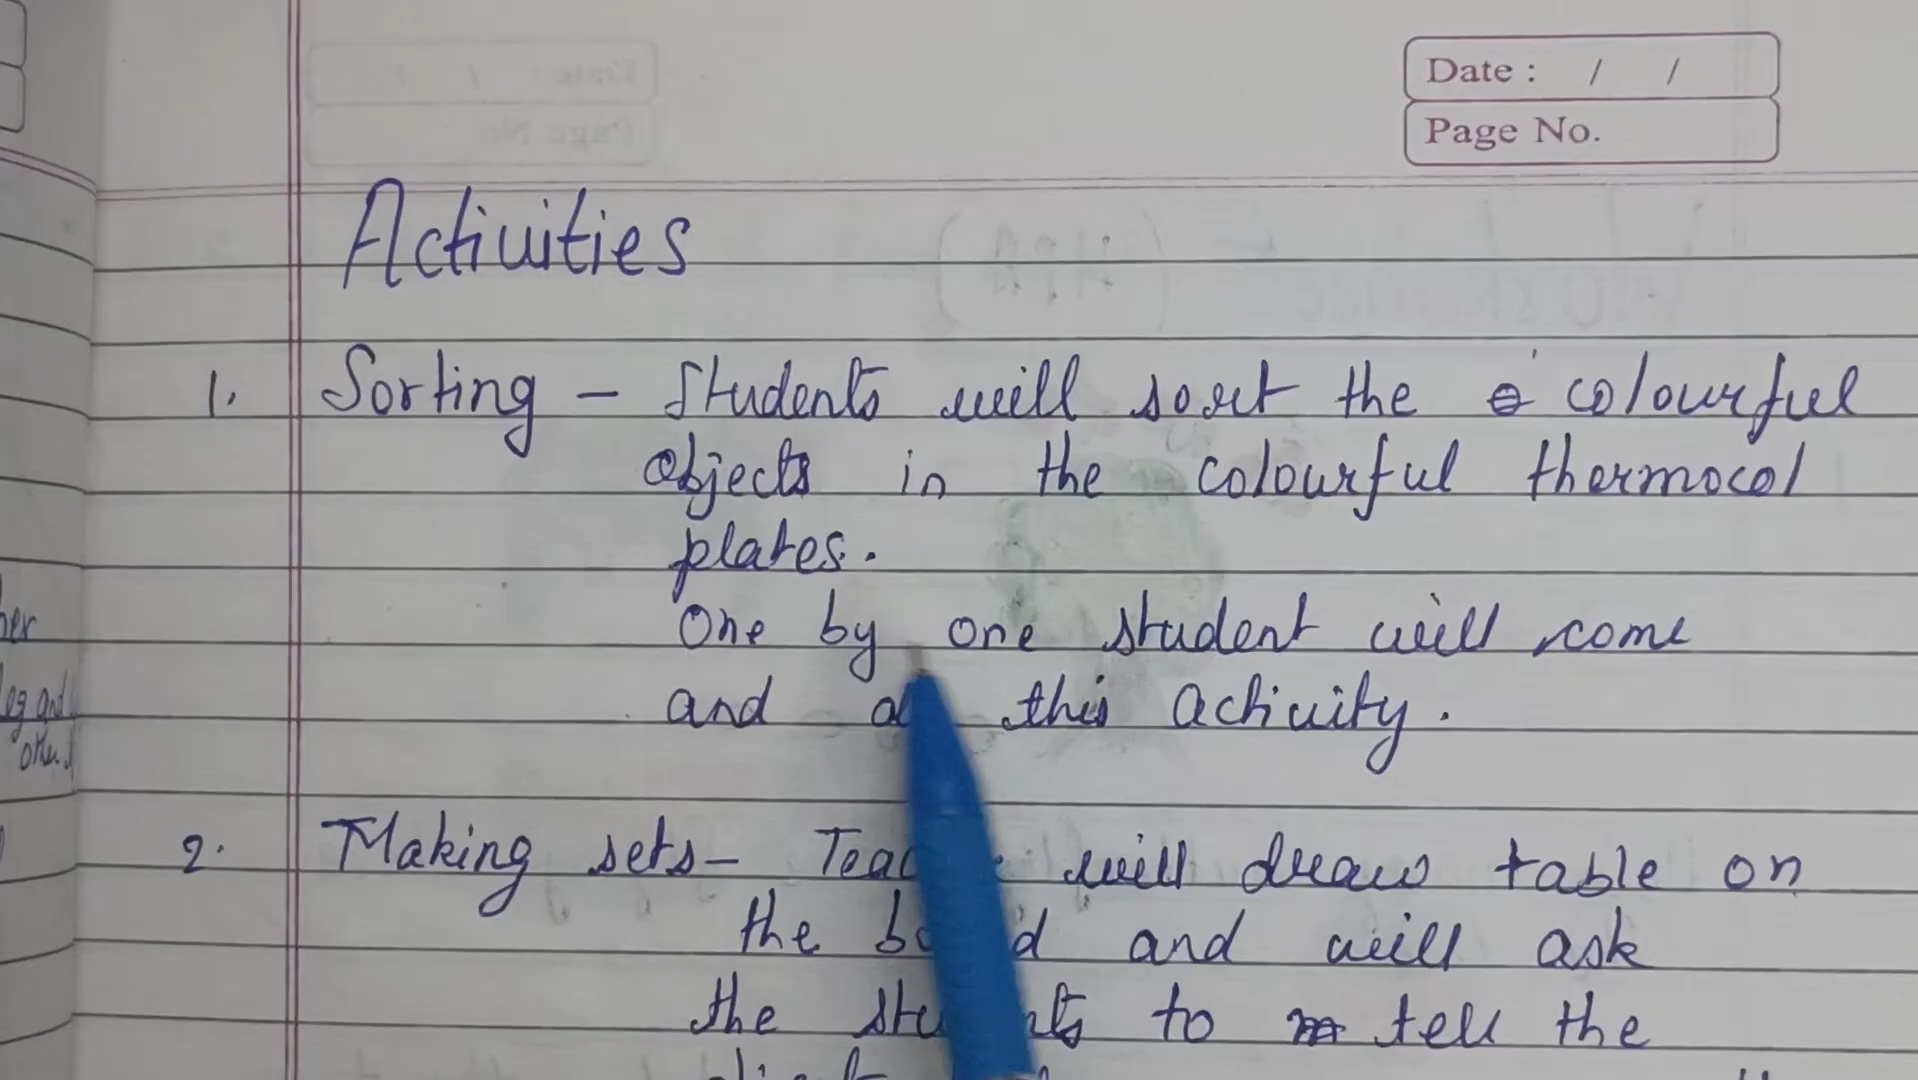 Date : / /
Page No.
Activities
1. Sorting - Students will sort the colourful
objects in the colourful thermocol
plates.
One by one student will come
and this activity.
2. Making sets- will draw table on
the and will ask
the to tell the